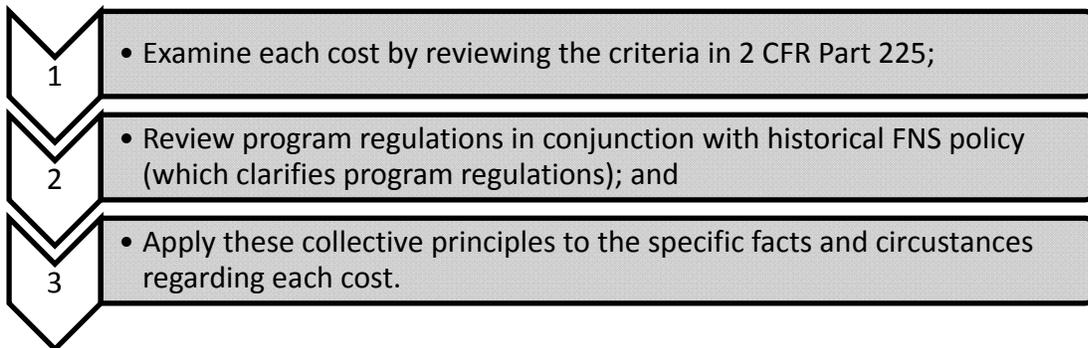 1
• Examine each cost by reviewing the criteria in 2 CFR Part 225;
2
• Review program regulations in conjunction with historical FNS policy
(which clarifies program regulations); and
3
• Apply these collective principles to the specific facts and circustances
regarding each cost.